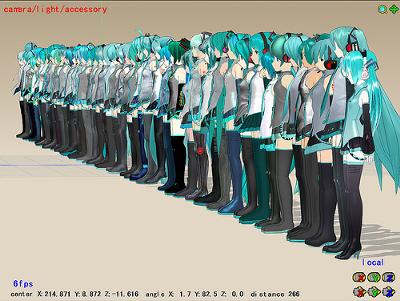 camera/light/accessory
6fps
local
X Y Z
X Y Z
center X:214.871 Y:8.872 Z:-11.616 angle X: 1.7 Y:82.5 Z: 0.0 distance 266